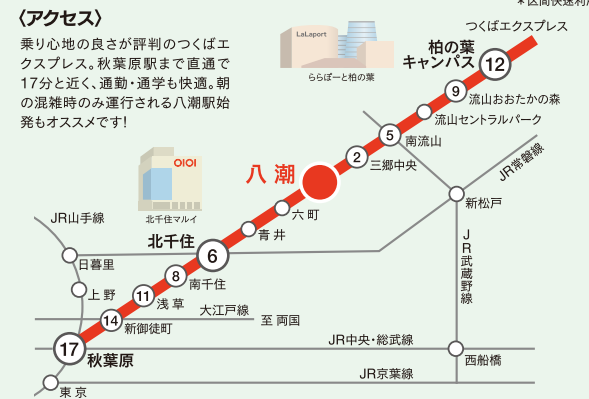 *区間快速利
〈アクセス〉
乗り心地の良さが評判のつくばエ
クスプレス。秋葉原駅まで直通で
17分と近く、通勤・通学も快適。朝
の混雑時のみ運行される八潮駅始
発もオススメです!
つくばエクスプレス
LaLaport
ららぽーと柏の葉
柏の葉
キャンパス
12
9
流山おおたかの森
流山セントラルパーク
5
南流山
2
三郷中央
JR常磐線
OIOI
北千住マルイ
八潮
新松戸
六町
青井
JR山手線
北千住
6
JR武蔵野線
日暮里
8
南千住
上野
11
浅草
大江戸線
至両国
14
新御徒町
17
秋葉原
JR中央・総武線
西船橋
JR京葉線
東京